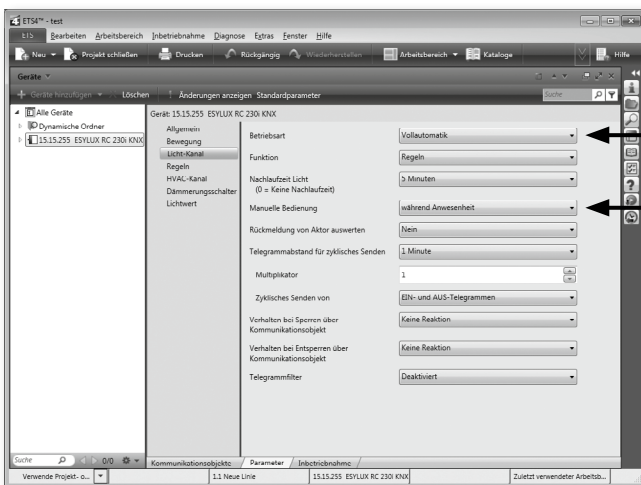 ETS4™ - test
ETS Bearbeiten Arbeitsbereich Inbetriebnahme Diagnose Extras Fenster Hilfe
Neu Projekt schließen Drucken Rückgängig Wiederherstellen Arbeitsbereich Kataloge Hilfe
Geräte
Geräte hinzufügen Löschen Änderungen anzeigen Standardparameter Suche
Alle Geräte
Dynamische Ordner
15.15.255 ESYLUX RC 230i KNX
Gerät: 15.15.255 ESYLUX RC 230i KNX
Allgemein
Bewegung
Licht-Kanal
Regeln
HVAC-Kanal
Dämmerungsschalter
Lichtwert
Betriebsart Vollautomatik
Funktion Regeln
Nachlaufzeit Licht
(0 = Keine Nachlaufzeit) 5 Minuten
Manuelle Bedienung während Anwesenheit
Rückmeldung von Aktor auswerten Nein
Telegrammabstand für zyklisches Senden 1 Minute
Multiplikator 1
Zyklisches Senden von EIN- und AUS-Telegrammen
Verhalten bei Sperren über
Kommunikationsobjekt Keine Reaktion
Verhalten bei Entsperren über
Kommunikationsobjekt Keine Reaktion
Telegrammfilter Deaktiviert
Suche 0/0
Kommunikationsobjekte Parameter Inbetriebnahme
Verwende Projekt- o... 1.1 Neue Linie 15.15.255 ESYLUX RC 230i KNX Zuletzt verwendeter Arbeitsb...